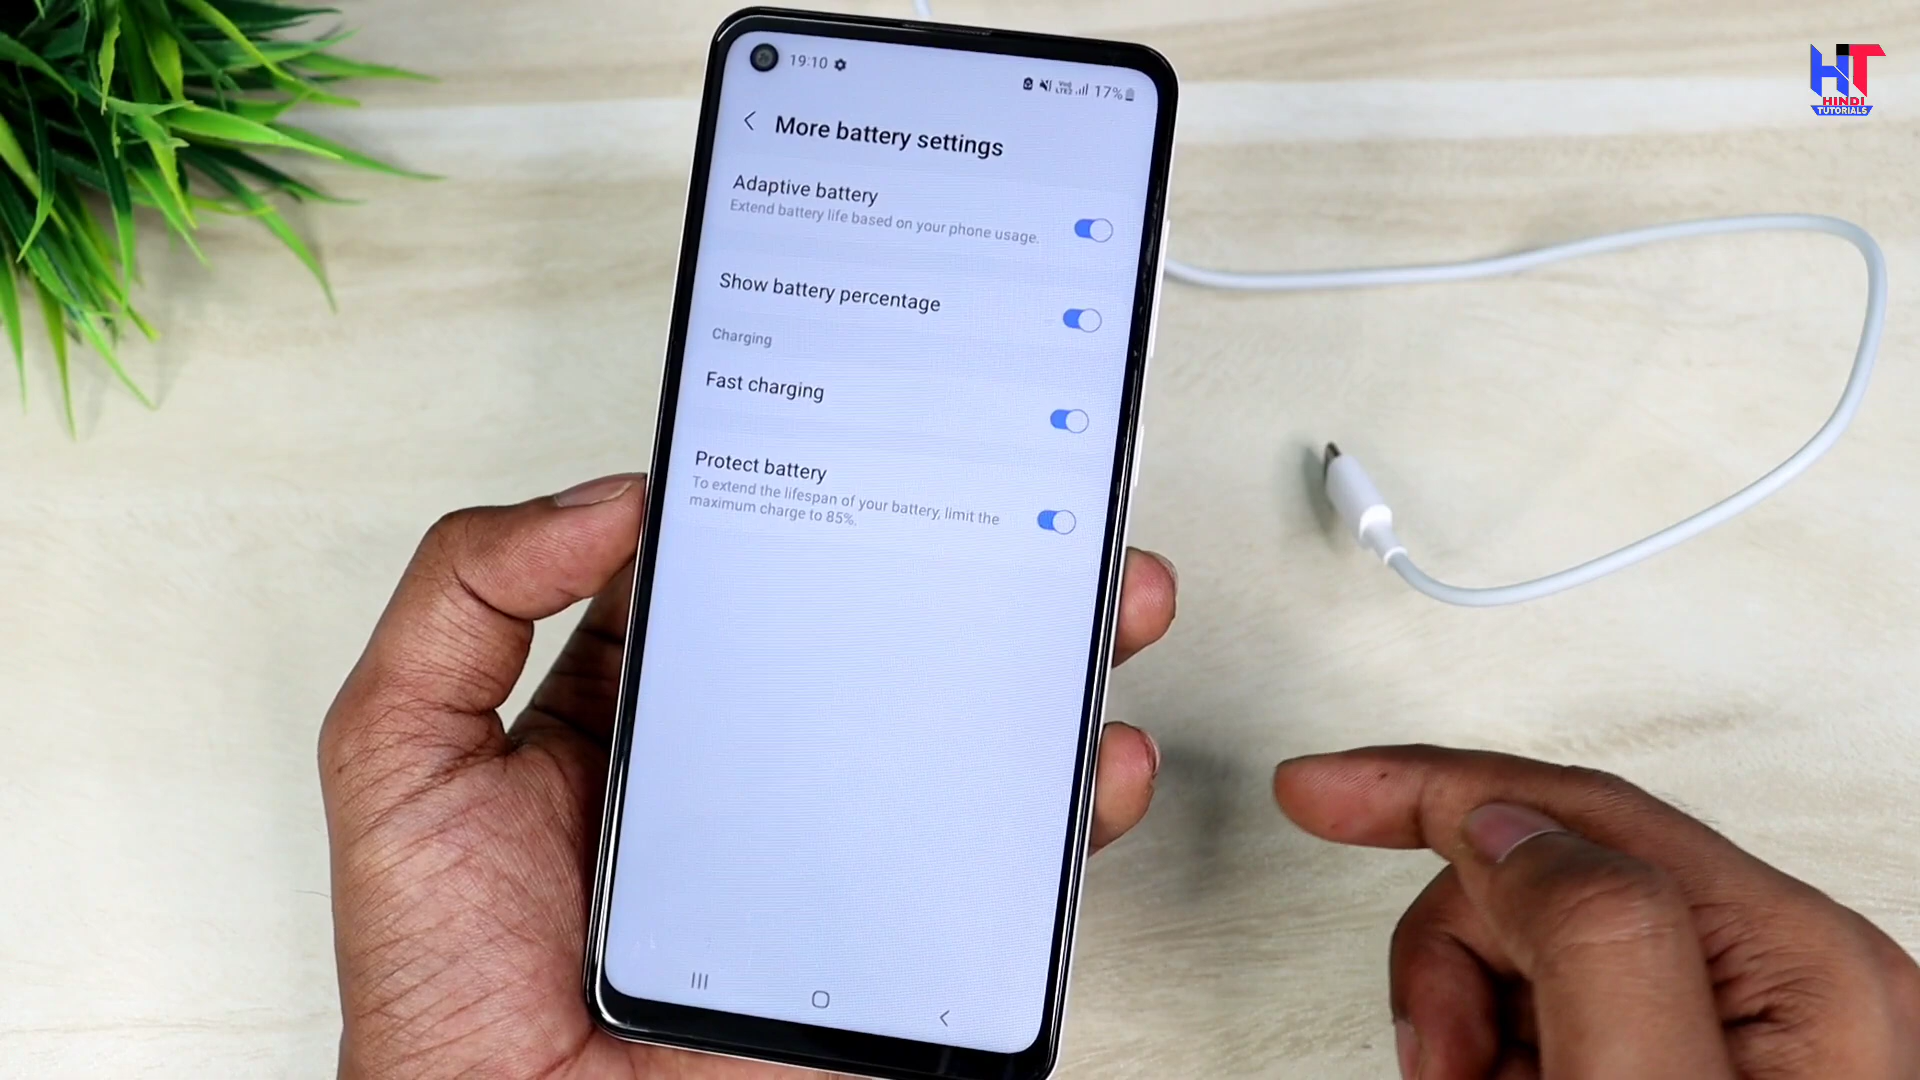 19:10
17%
HT
HINDI
TUTORIALS
More battery settings
Adaptive battery
Extend battery life based on your phone usage.
Show battery percentage
Charging
Fast charging
Protect battery
To extend the lifespan of your battery, limit the
maximum charge to 85%.